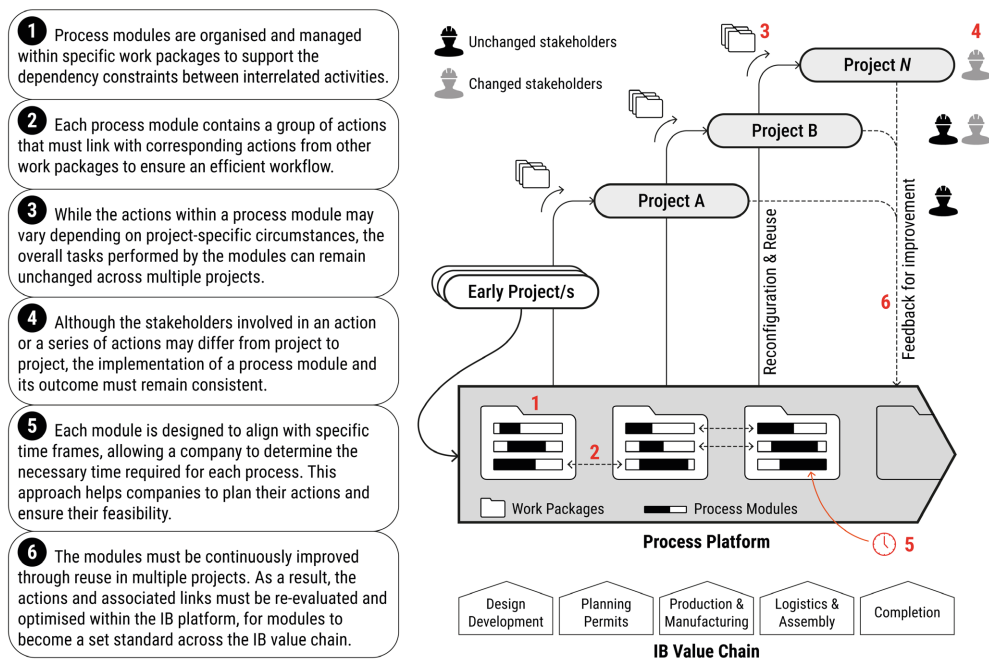 1 Process modules are organised and managed
within specific work packages to support the
dependency constraints between interrelated activities.
2 Each process module contains a group of actions
that must link with corresponding actions from other
work packages to ensure an efficient workflow.
3 While the actions within a process module may
vary depending on project-specific circumstances, the
overall tasks performed by the modules can remain
unchanged across multiple projects.
4 Although the stakeholders involved in an action
or a series of actions may differ from project to
project, the implementation of a process module and
its outcome must remain consistent.
5 Each module is designed to align with specific
time frames, allowing a company to determine the
necessary time required for each process. This
approach helps companies to plan their actions and
ensure their feasibility.
6 The modules must be continuously improved
through reuse in multiple projects. As a result, the
actions and associated links must be re-evaluated and
optimised within the IB platform, for modules to
become a set standard across the IB value chain.
Unchanged stakeholders
Changed stakeholders
3
4
Project N
Project B
Project A
Early Project/s
Reconfiguration & Reuse
Feedback for improvement
6
1
2
Work Packages
Process Modules
5
Process Platform
Design
Development
Planning
Permits
Production &
Manufacturing
Logistics &
Assembly
Completion
IB Value Chain